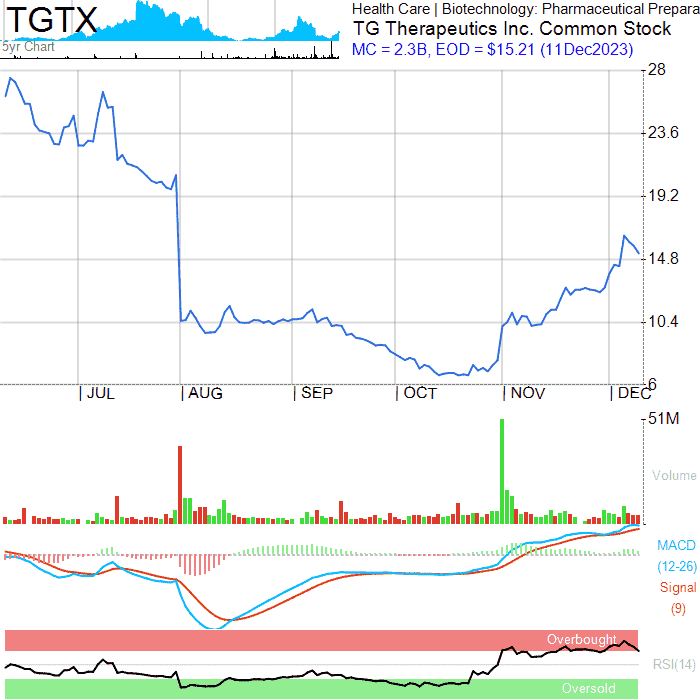 TGTX
5yr Chart
Health Care | Biotechnology: Pharmaceutical Prepara
TG Therapeutics Inc. Common Stock
MC = 2.3B, EOD = $15.21 (11Dec2023)
28
23.6
19.2
14.8
10.4
6
JUL
AUG
SEP
OCT
NOV
DEC
51M
Volume
MACD
(12-26)
Signal
(9)
Overbought
RSI(14)
Oversold